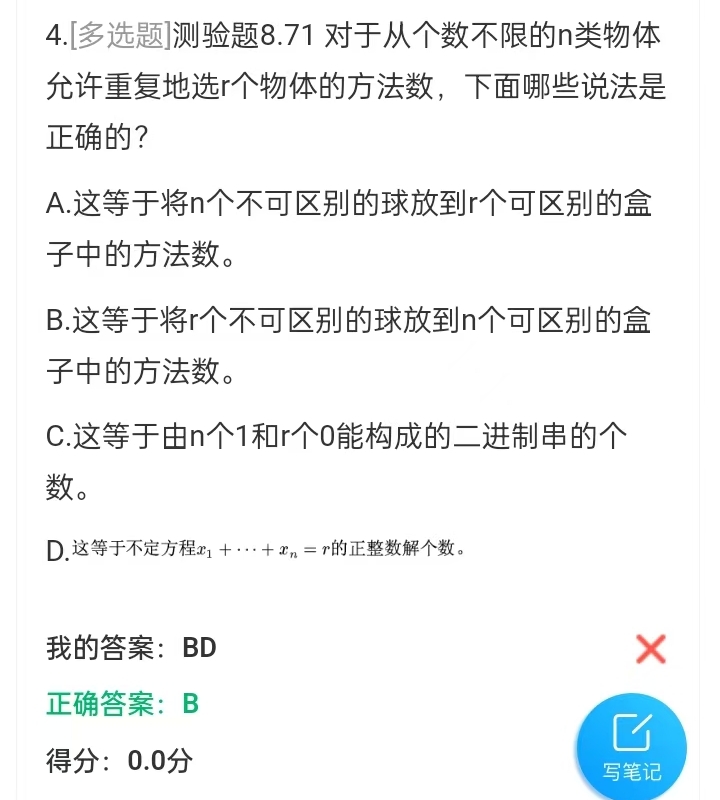 4.[多选题]测验题8.71 对于从个数不限的n类物体
允许重复地选r个物体的方法数，下面哪些说法是
正确的？
A.这等于将n个不可区别的球放到r个可区别的盒
子中的方法数。
B.这等于将r个不可区别的球放到n个可区别的盒
子中的方法数。
C.这等于由n个1和r个0能构成的二进制串的个
数。
D.这等于不定方程x₁ + ··· + xₙ = r的正整数解个数。
我的答案：BD
正确答案：B
得分：0.0分
写笔记